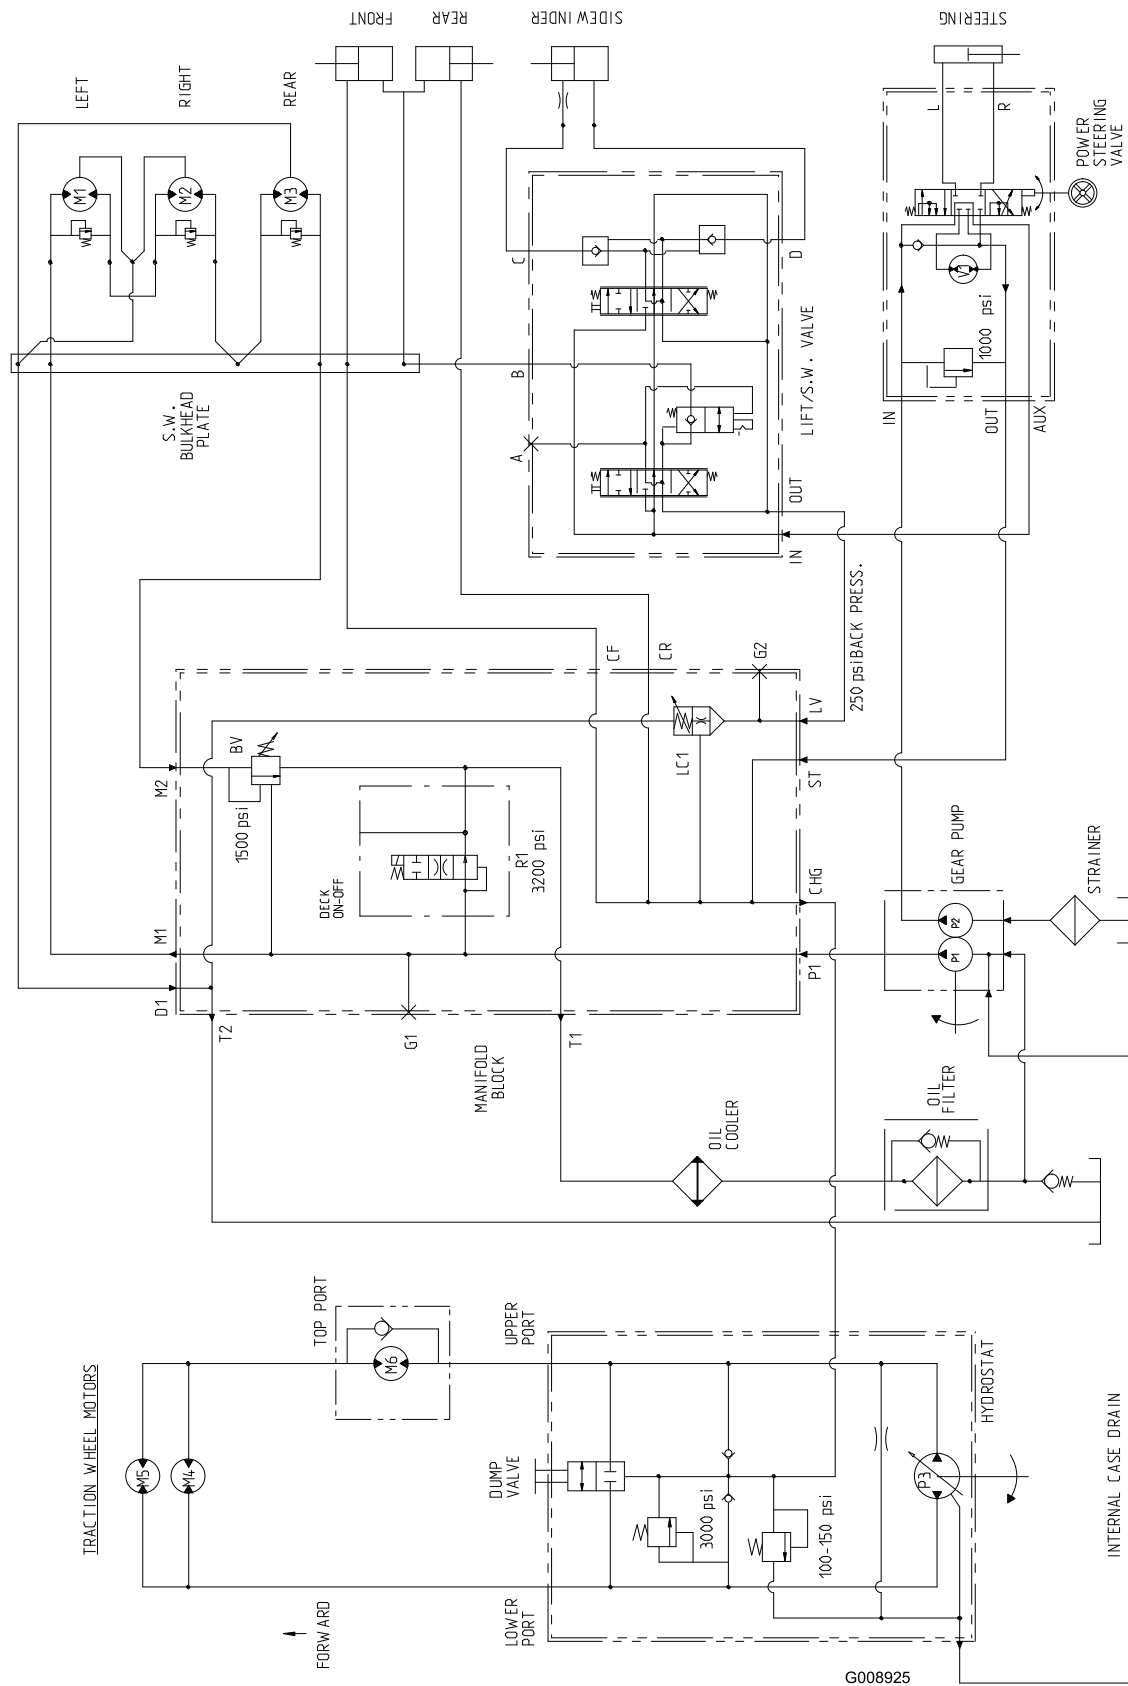 FRONT
REAR
SIDEWINDER
STEERING
LEFT
RIGHT
REAR
M1
M2
M3
L
R
POWER
STEERING
VALVE
C
D
V1
1000 psi
S.W.
BULKHEAD
PLATE
B
A
LIFT/S.W. VALVE
IN
OUT
AUX
OUT
IN
250 psi BACK PRESS.
CF
CR
G2
LV
M2
BV
1500 psi
LC1
ST
DECK
ON-OFF
R1
3200 psi
CHG
GEAR PUMP
STRAINER
P2
P1
M1
P1
D1
T2
G1
T1
MANIFOLD
BLOCK
OIL
COOLER
OIL
FILTER
TRACTION WHEEL MOTORS
TOP PORT
M6
UPPER
PORT
HYDROSTAT
M5
M4
DUMP
VALVE
3000 psi
100-150 psi
P3
INTERNAL CASE DRAIN
LOWER
PORT
FORWARD
G008925